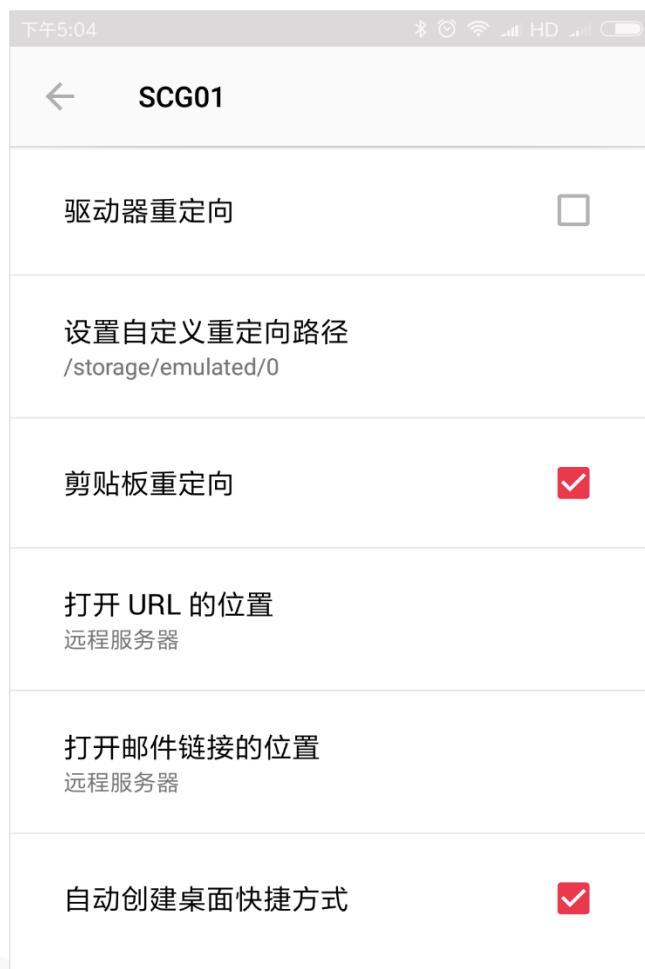 下午5:04 HD
SCG01
驱动器重定向
设置自定义重定向路径
/storage/emulated/0
剪贴板重定向
打开 URL 的位置
远程服务器
打开邮件链接的位置
远程服务器
自动创建桌面快捷方式